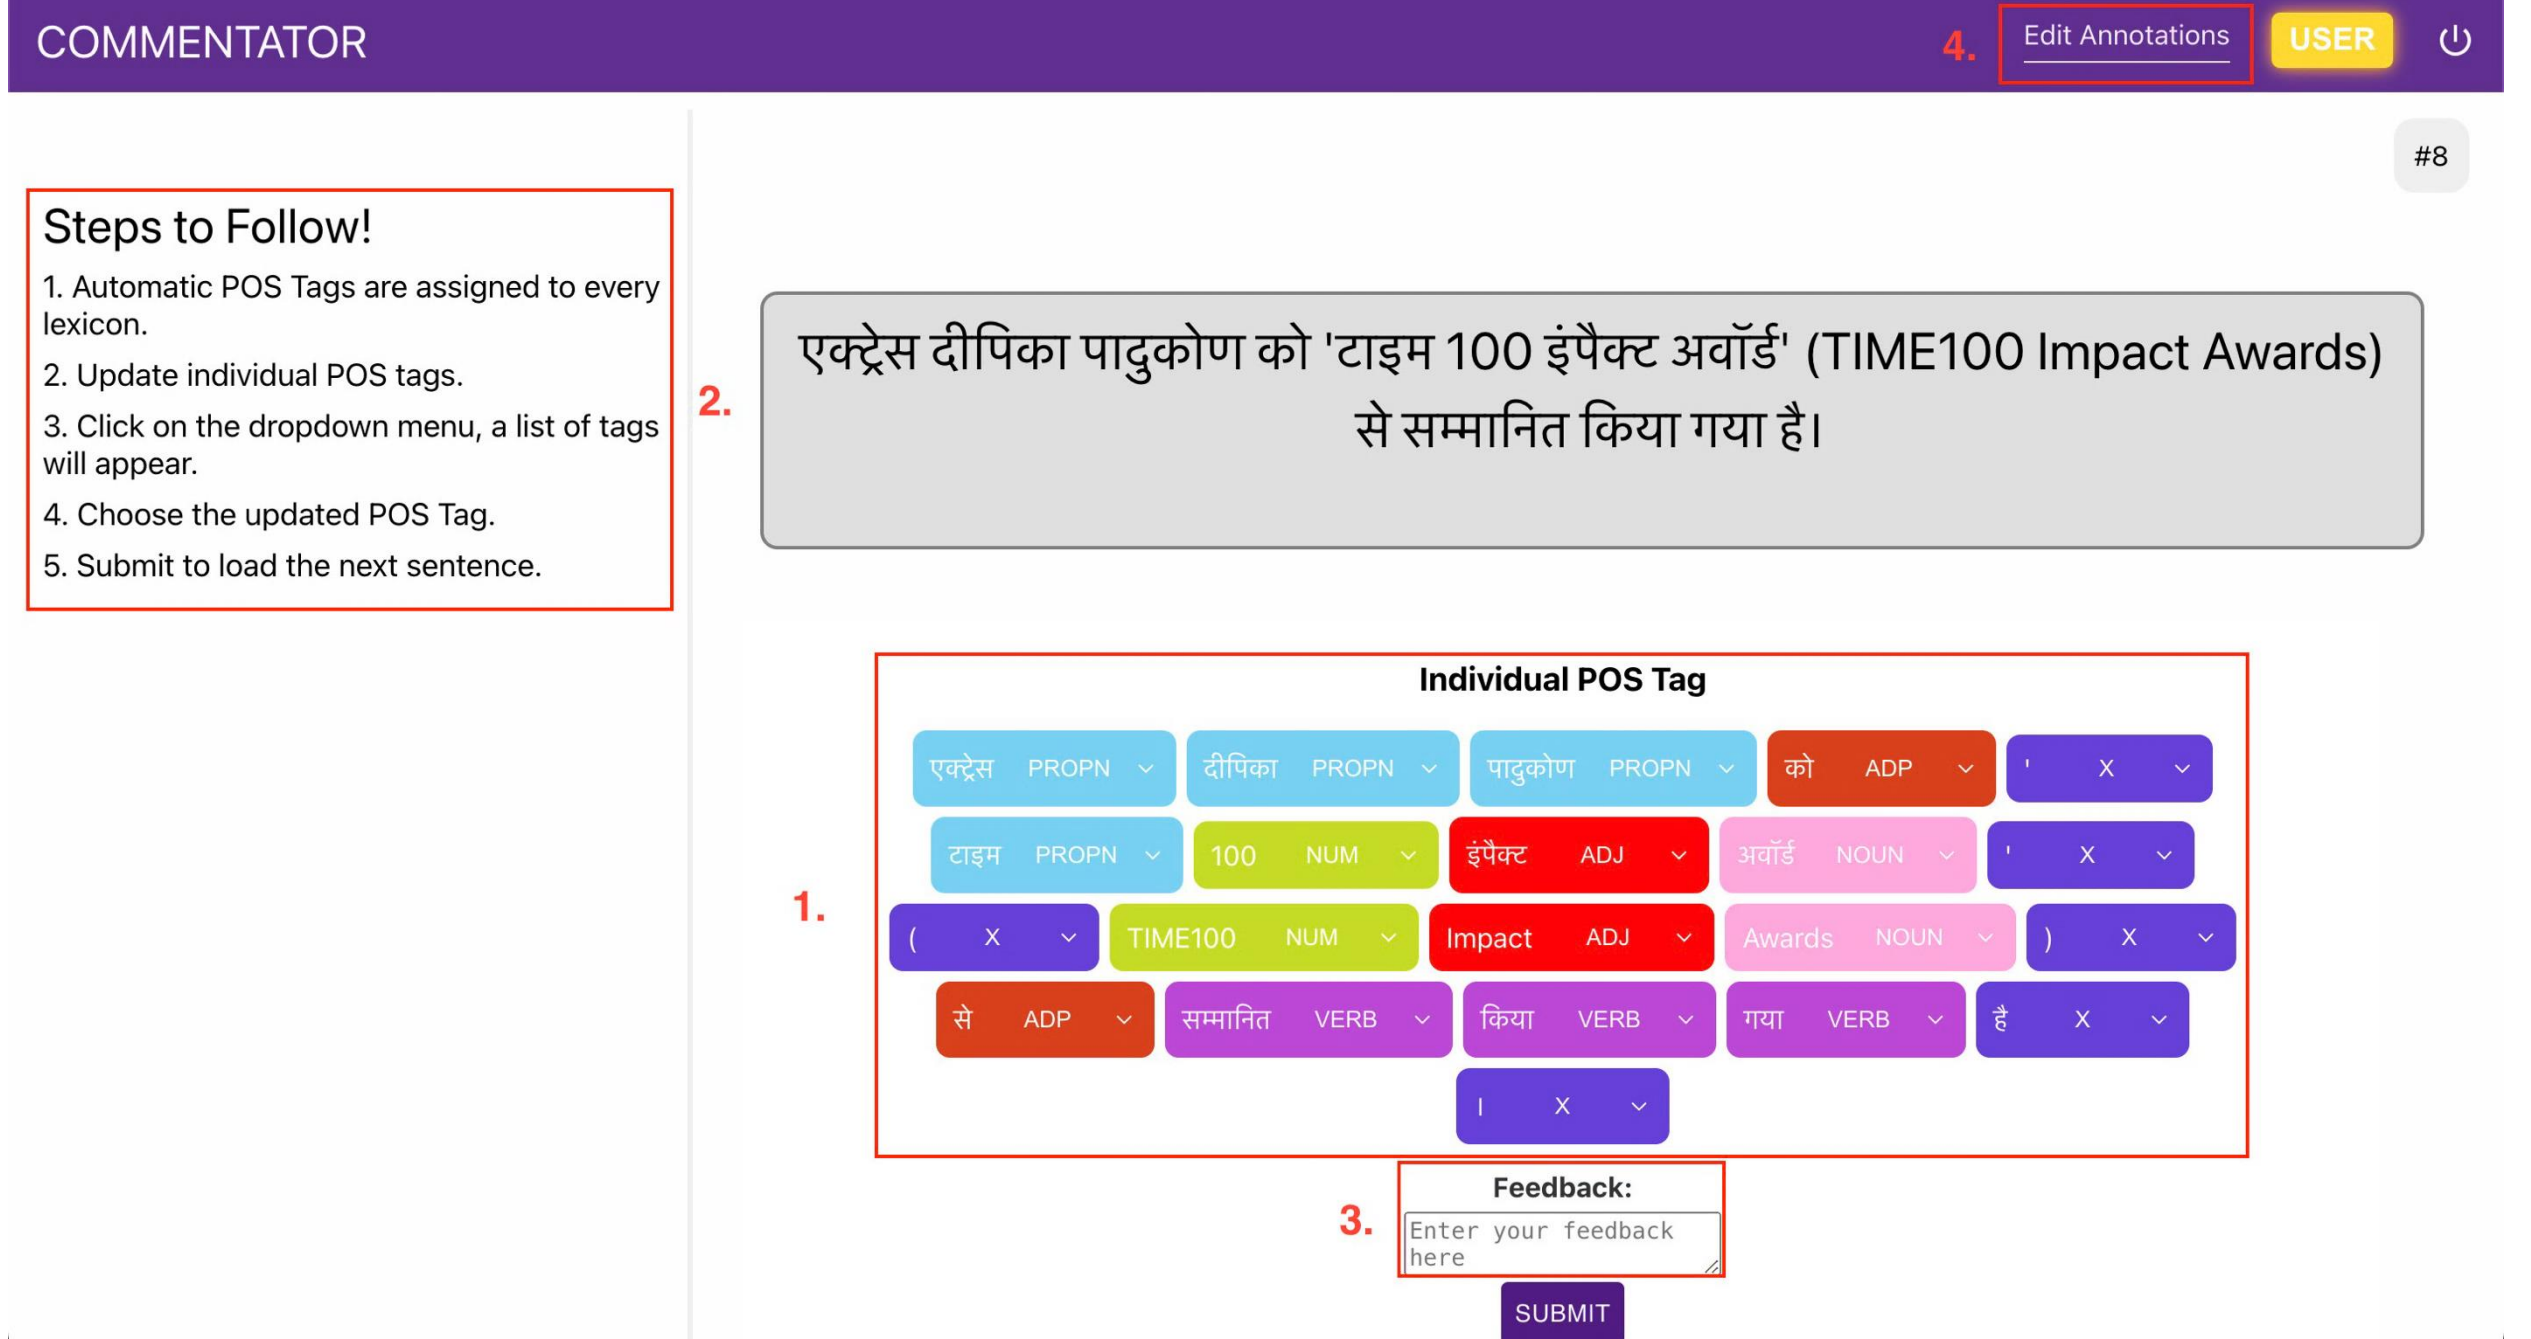 COMMENTATOR
4.
Edit Annotations
USER
#8
Steps to Follow!
1. Automatic POS Tags are assigned to every
lexicon.
2. Update individual POS tags.
3. Click on the dropdown menu, a list of tags
will appear.
4. Choose the updated POS Tag.
5. Submit to load the next sentence.
2.
एक्ट्रेस दीपिका पादुकोण को 'टाइम 100 इंपैक्ट अवॉर्ड' (TIME100 Impact Awards)
से सम्मानित किया गया है।
1.
Individual POS Tag
एक्ट्रेस PROPN दीपिका PROPN पादुकोण PROPN को ADP ' X
टाइम PROPN 100 NUM इंपैक्ट ADJ अवॉर्ड NOUN ' X
( X TIME100 NUM Impact ADJ Awards NOUN ) X
से ADP सम्मानित VERB किया VERB गया VERB है X
। X
3.
Feedback:
Enter your feedback
here
SUBMIT